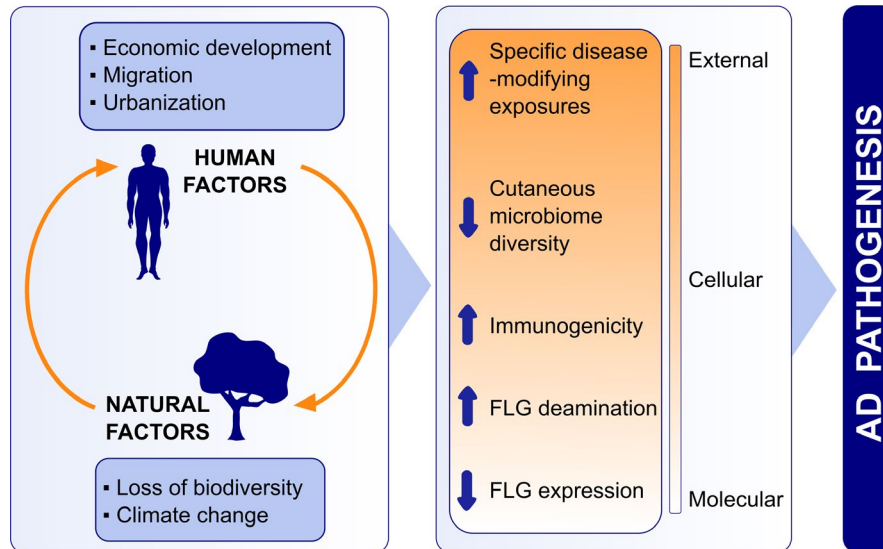 ▪ Economic development
▪ Migration
▪ Urbanization
HUMAN
FACTORS
NATURAL
FACTORS
▪ Loss of biodiversity
▪ Climate change
Specific disease
-modifying
exposures
Cutaneous
microbiome
diversity
Immunogenicity
FLG deamination
FLG expression
External
Cellular
Molecular
AD PATHOGENESIS